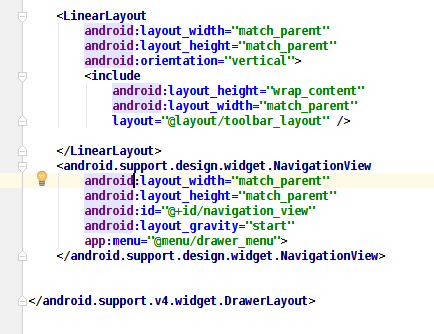 <LinearLayout
android:layout_width="match_parent"
android:layout_height="match_parent"
android:orientation="vertical">
<include
android:layout_height="wrap_content"
android:layout_width="match_parent"
layout="@layout/toolbar_layout" />
</LinearLayout>
<android.support.design.widget.NavigationView
android:layout_width="match_parent"
android:layout_height="match_parent"
android:id="@+id/navigation_view"
android:layout_gravity="start"
app:menu="@menu/drawer_menu">
</android.support.design.widget.NavigationView>
</android.support.v4.widget.DrawerLayout>